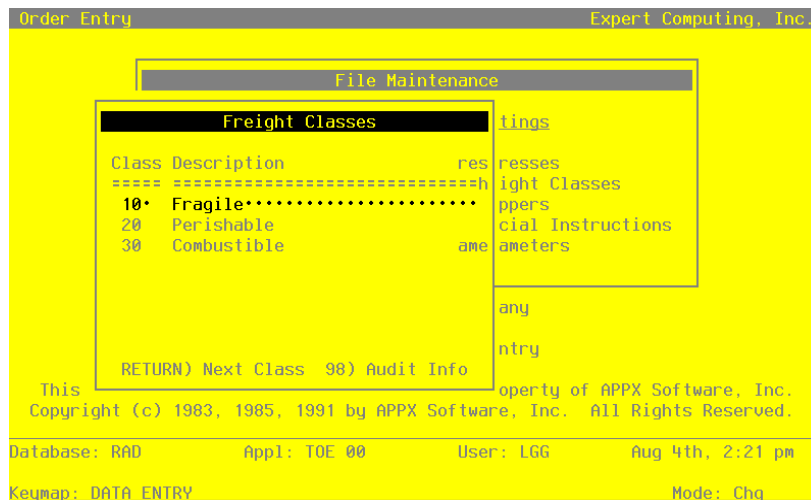 Order Entry Expert Computing, Inc.
File Maintenance
Freight Classes tings
Class Description res resses
===== ==============================h ight Classes
10• Fragile••••••••••••••••••••••• ppers
20 Perishable cial Instructions
30 Combustible ame ameters
any
ntry
RETURN) Next Class 98) Audit Info
This operty of APPX Software, Inc.
Copyright (c) 1983, 1985, 1991 by APPX Software, Inc. All Rights Reserved.
Database: RAD Appl: TOE 00 User: LGG Aug 4th, 2:21 pm
Keymap: DATA ENTRY Mode: Chg